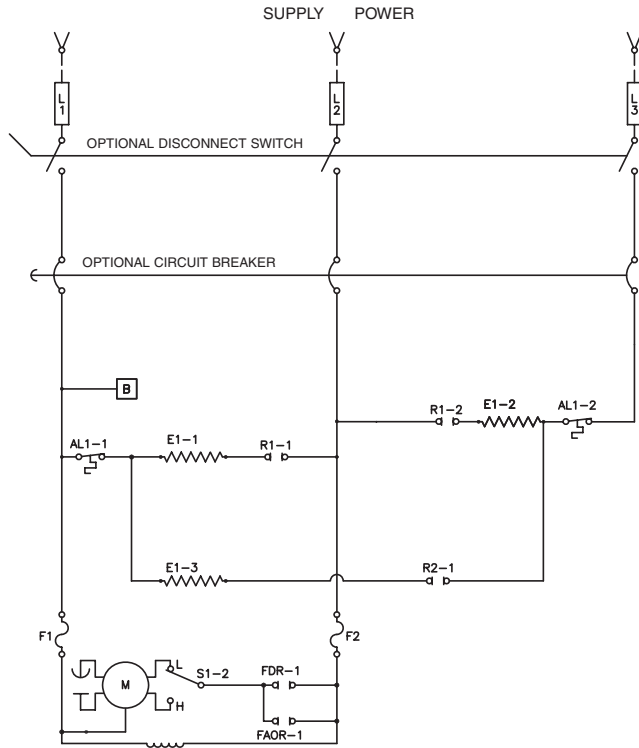 SUPPLY POWER
L1
L2
L3
OPTIONAL DISCONNECT SWITCH
OPTIONAL CIRCUIT BREAKER
B
R1-2
E1-2
AL1-2
AL1-1
E1-1
R1-1
E1-3
R2-1
F1
F2
M
L
H
S1-2
FDR-1
FAOR-1